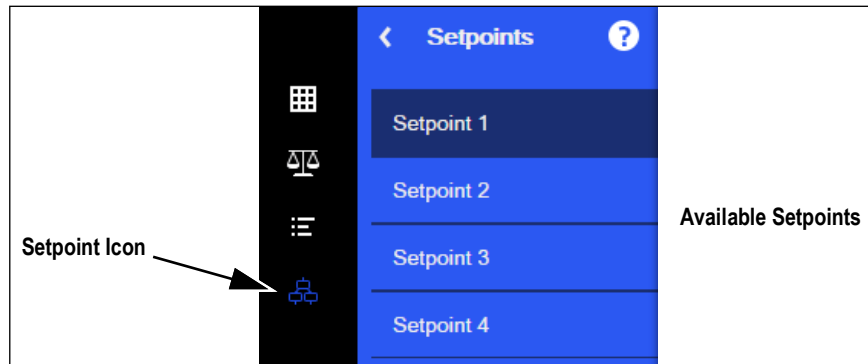 Setpoints
?
Setpoint 1
Setpoint 2
Available Setpoints
Setpoint Icon
Setpoint 3
Setpoint 4